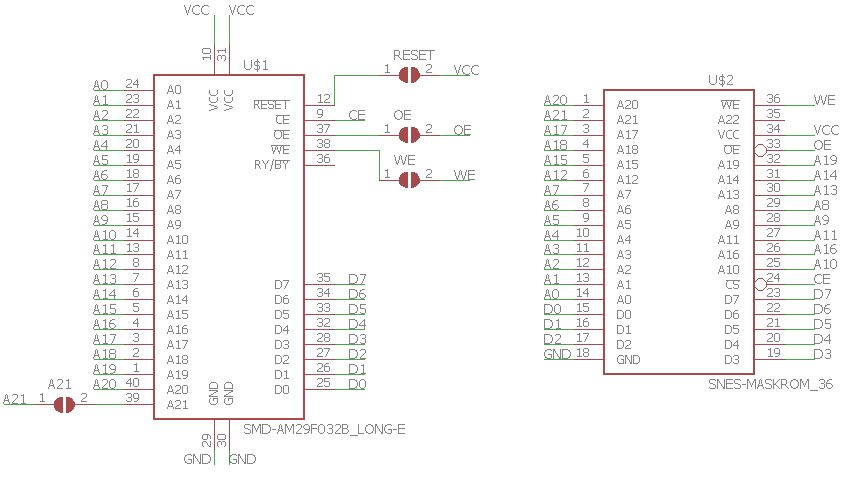 VCC VCC
10 31
U$1
A0 24 A0
A1 23 A1
A2 22 A2
A3 21 A3
A4 20 A4
A5 19 A5
A6 18 A6
A7 17 A7
A8 16 A8
A9 15 A9
A10 14 A10
A11 13 A11
A12 8 A12
A13 7 A13
A14 6 A14
A15 5 A15
A16 4 A16
A17 3 A17
A18 2 A18
A19 1 A19
A20 40 A20
A21 1 A21 2 39 A21
VCC VCC
GND GND
29 30
GND GND
RESET 12
RESET 1 2 VCC
CE 9 CE
OE 37
OE 1 2 OE
WE 38
WE 1 2 WE
RY/BY 36
D7 35 D7
D6 34 D6
D5 33 D5
D4 32 D4
D3 28 D3
D2 27 D2
D1 26 D1
D0 25 D0
SMD-AM29F032B_LONG-E
U$2
A20 1 A20 WE 36 WE
A21 2 A21 A22 35
A17 3 A17 VCC 34 VCC
A18 4 A18 OE 33 OE
A15 5 A15 A19 32 A19
A12 6 A12 A14 31 A14
A7 7 A7 A13 30 A13
A6 8 A6 A8 29 A8
A5 9 A5 A9 28 A9
A4 10 A4 A11 27 A11
A3 11 A3 A16 26 A16
A2 12 A2 A10 25 A10
A1 13 A1 CS 24 CE
A0 14 A0 D7 23 D7
D0 15 D0 D6 22 D6
D1 16 D1 D5 21 D5
D2 17 D2 D4 20 D4
GND 18 GND D3 19 D3
SNES-MASKROM_36